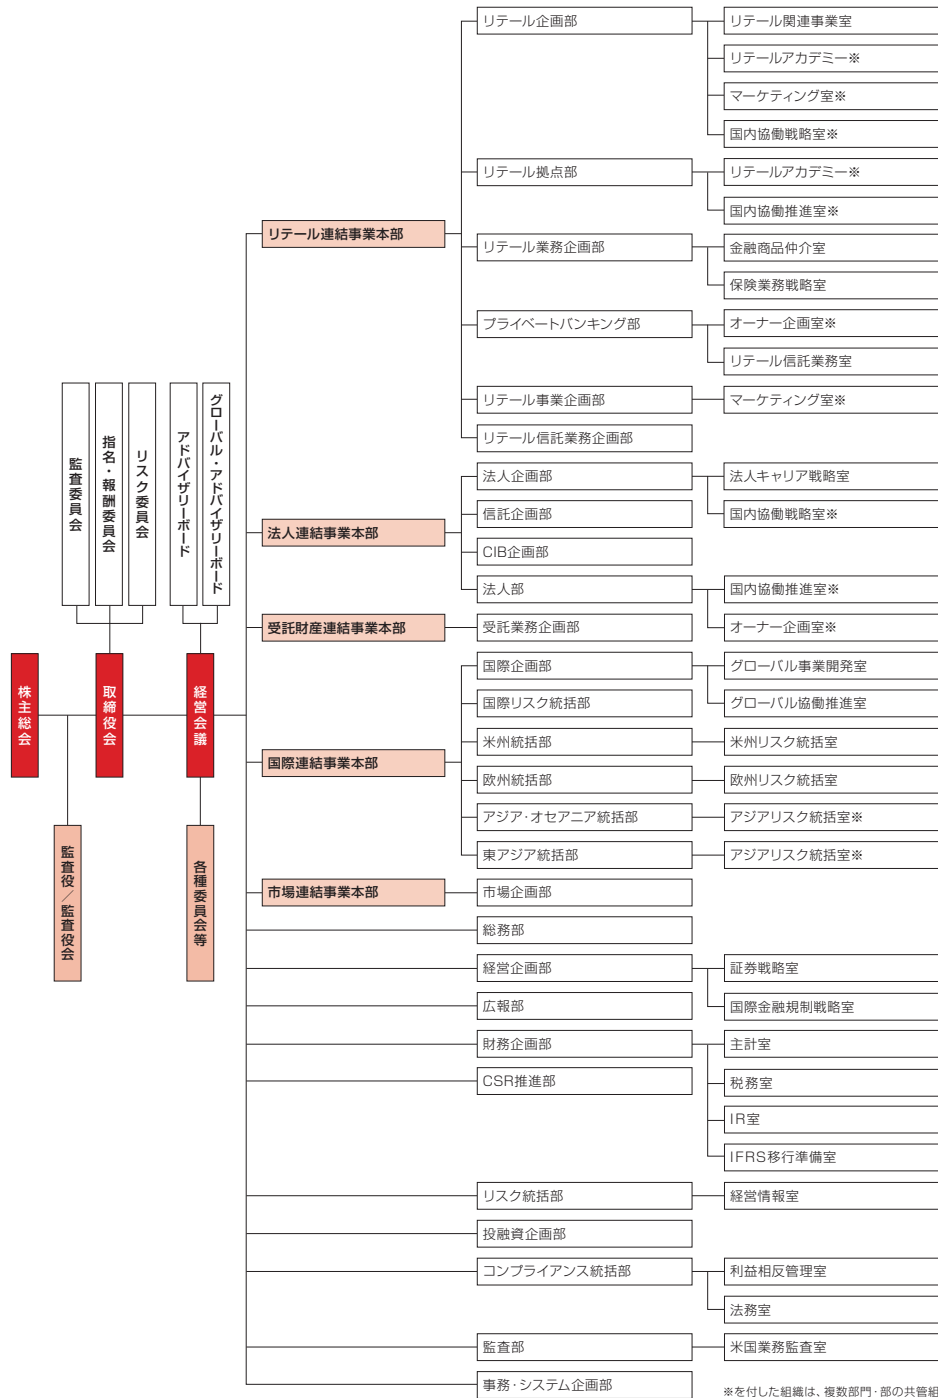 株主総会
監査役／監査役会
取締役会
監査委員会
指名・報酬委員会
リスク委員会
経営会議
アドバイザリーボード
グローバル・アドバイザリーボード
各種委員会等
リテール連結事業本部
リテール企画部
リテール関連事業室
リテールアカデミー※
マーケティング室※
国内協働戦略室※
リテール拠点部
リテールアカデミー※
国内協働推進室※
リテール業務企画部
金融商品仲介室
保険業務戦略室
プライベートバンキング部
オーナー企画室※
リテール信託業務室
リテール事業企画部
マーケティング室※
リテール信託業務企画部
法人連結事業本部
法人企画部
法人キャリア戦略室
国内協働戦略室※
信託企画部
CIB企画部
法人部
国内協働推進室※
オーナー企画室※
受託財産連結事業本部
受託業務企画部
国際連結事業本部
国際企画部
グローバル事業開発室
グローバル協働推進室
国際リスク統括部
米州統括部
米州リスク統括室
欧州統括部
欧州リスク統括室
アジア・オセアニア統括部
アジアリスク統括室※
東アジア統括部
アジアリスク統括室※
市場連結事業本部
市場企画部
総務部
経営企画部
証券戦略室
国際金融規制戦略室
広報部
財務企画部
主計室
税務室
IR室
IFRS移行準備室
CSR推進部
リスク統括部
経営情報室
投融資企画部
コンプライアンス統括部
利益相反管理室
法務室
監査部
米国業務監査室
事務・システム企画部
※を付した組織は、複数部門・部の共管組